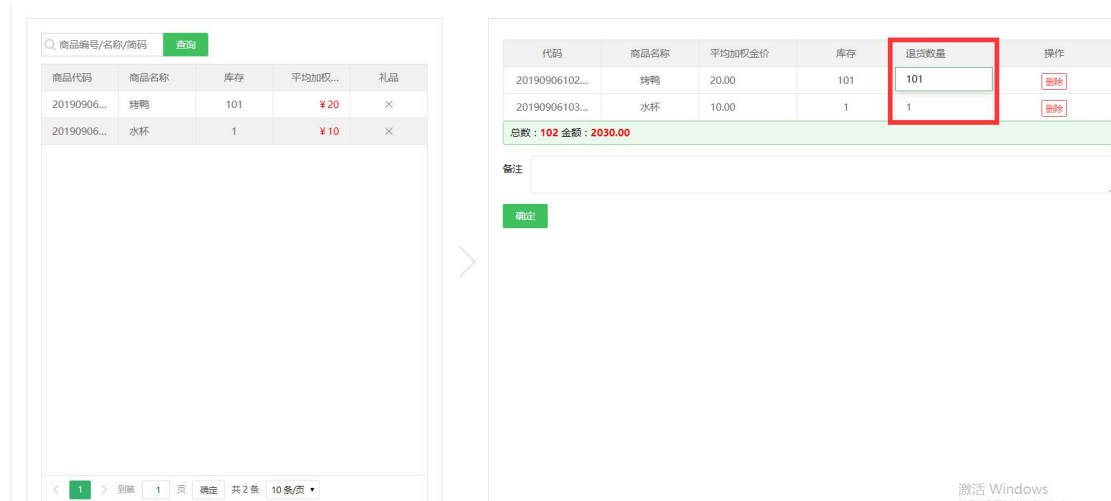 商品编号/名称/简码 查询
商品代码 商品名称 库存 平均加权... 礼品
20190906... 烤鸭 101 ¥20 ×
20190906... 水杯 1 ¥10 ×
1 到第 1 页 确定 共2条 10条/页
代码 商品名称 平均加权金价 库存 退货数量 操作
20190906102... 烤鸭 20.00 101 101 删除
20190906103... 水杯 10.00 1 1 删除
总数：102 金额：2030.00
备注
确定
激活 Windows